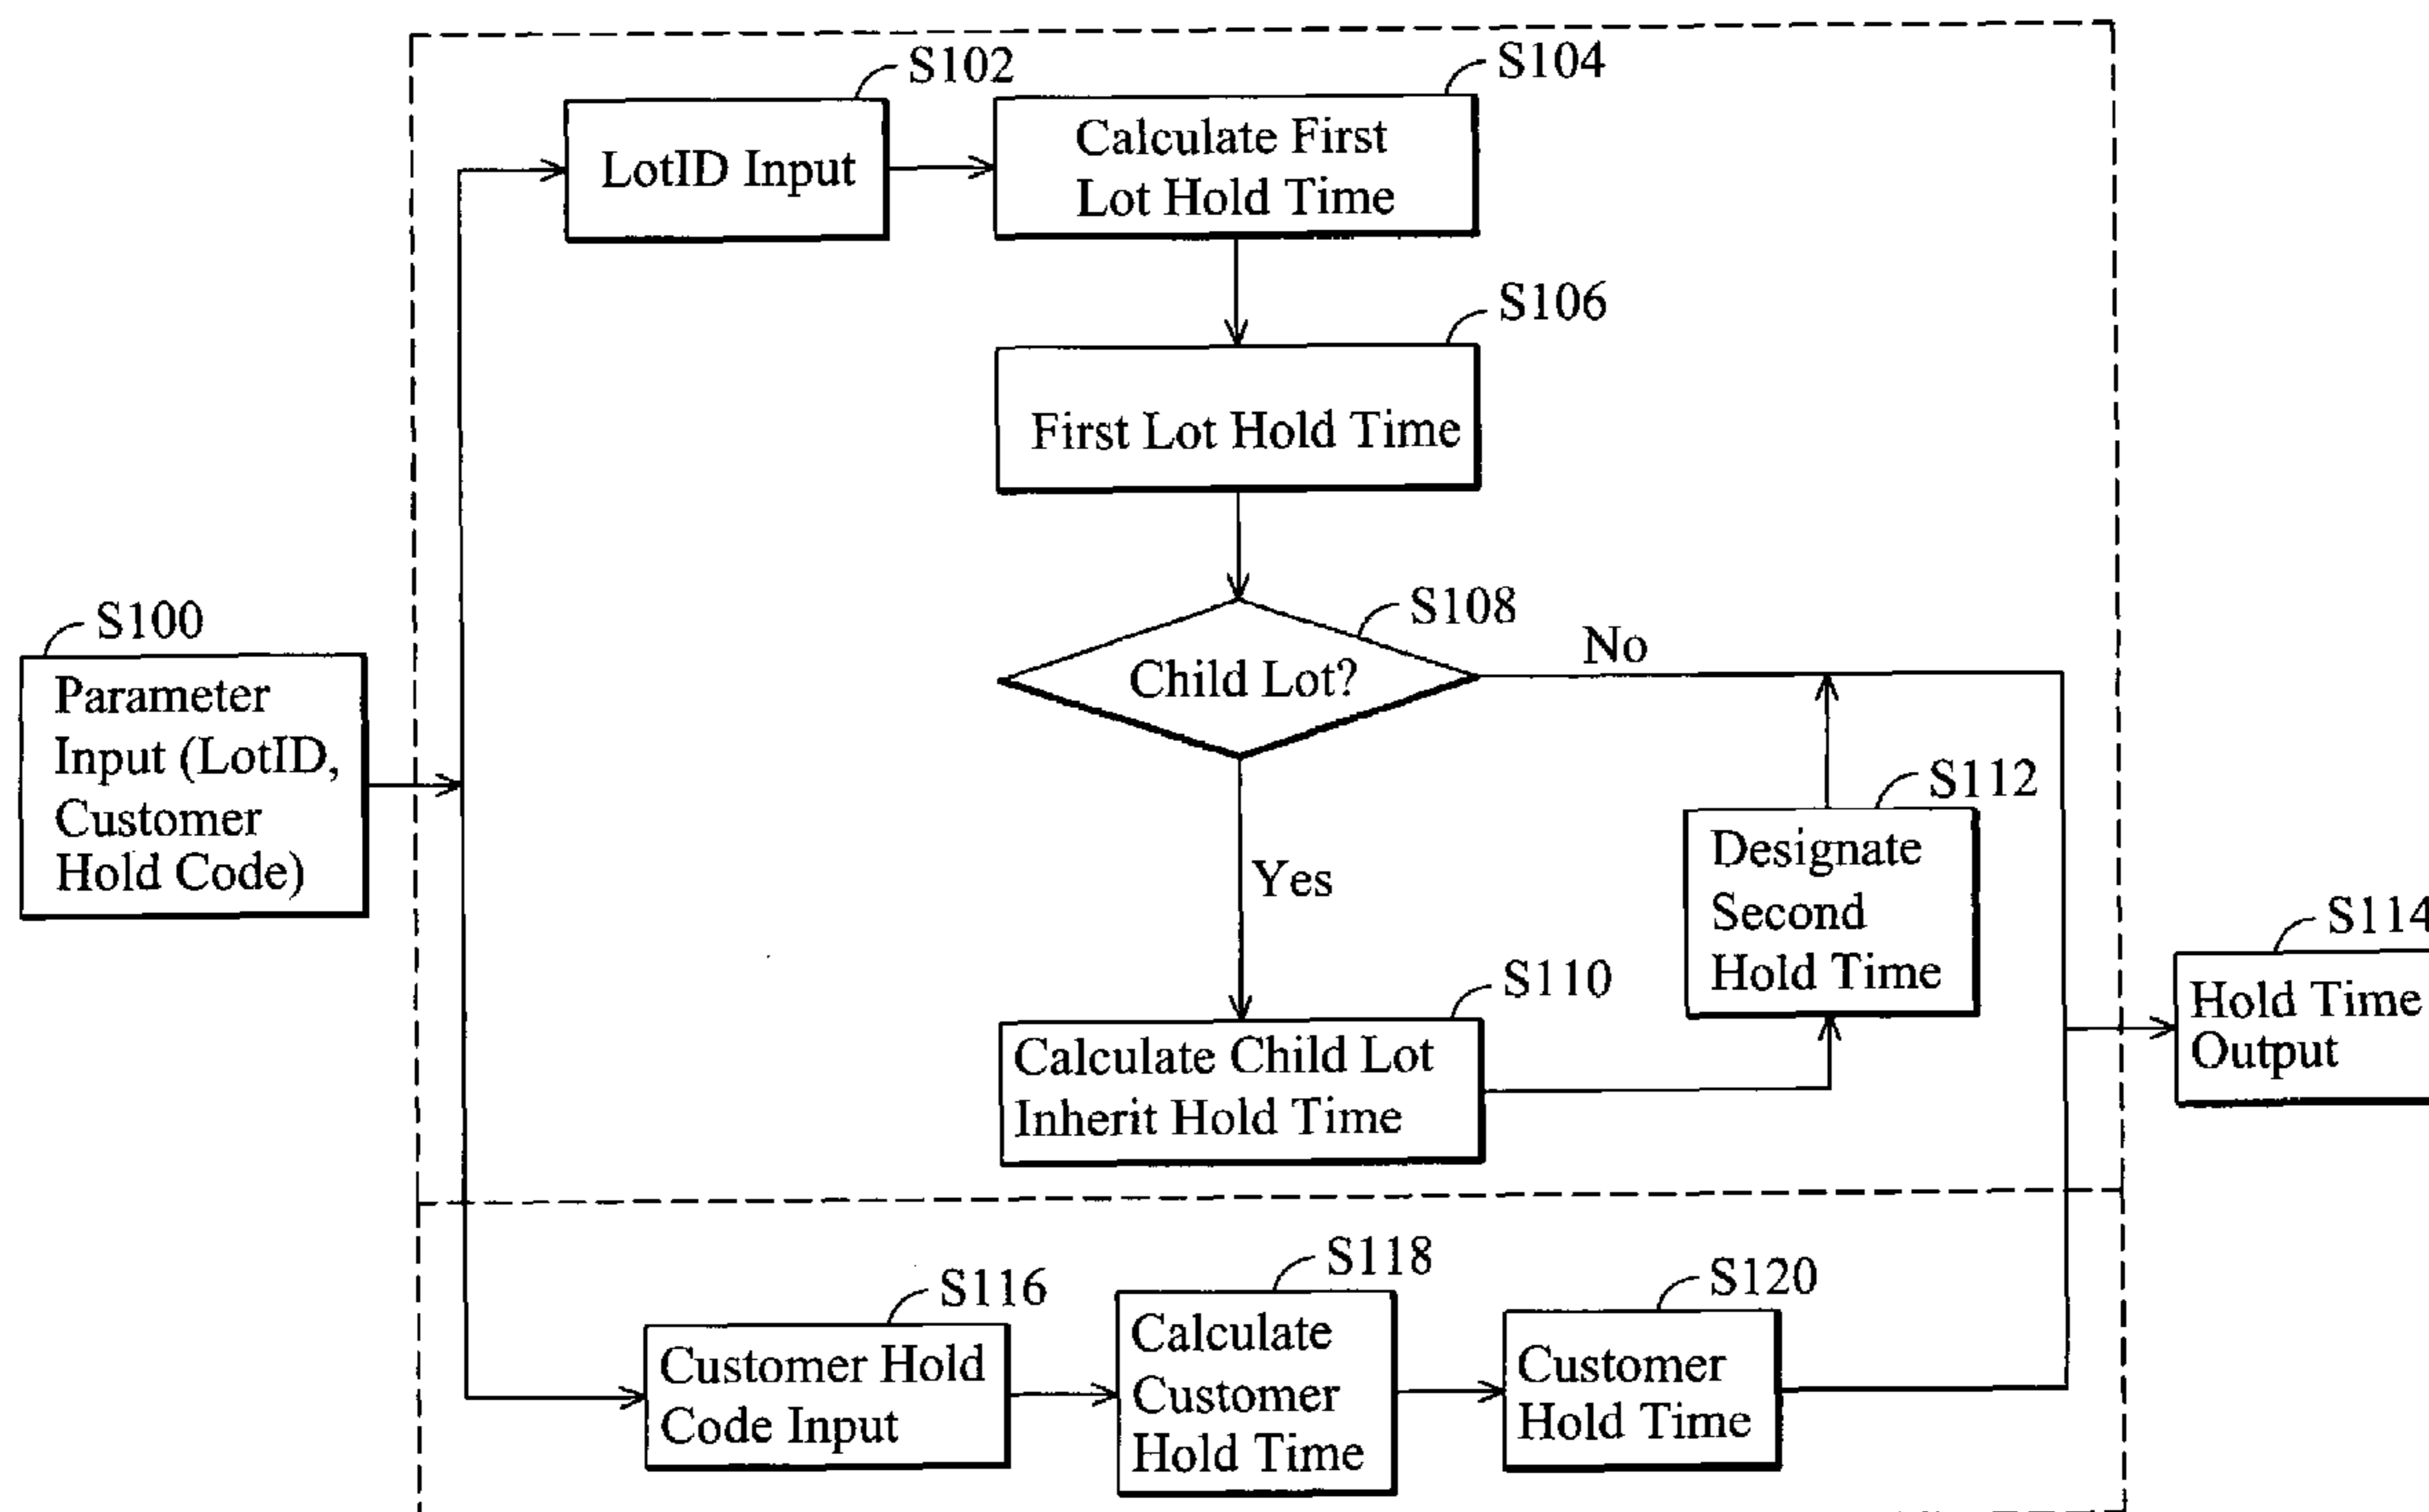 S102
LotID Input
S104
Calculate First
Lot Hold Time
S106
First Lot Hold Time
S108
Child Lot?
No
Yes
S100
Parameter
Input (LotID,
Customer
Hold Code)
S112
Designate
Second
Hold Time
S110
Calculate Child Lot
Inherit Hold Time
S114
Hold Time
Output
S116
Customer Hold
Code Input
S118
Calculate
Customer
Hold Time
S120
Customer
Hold Time